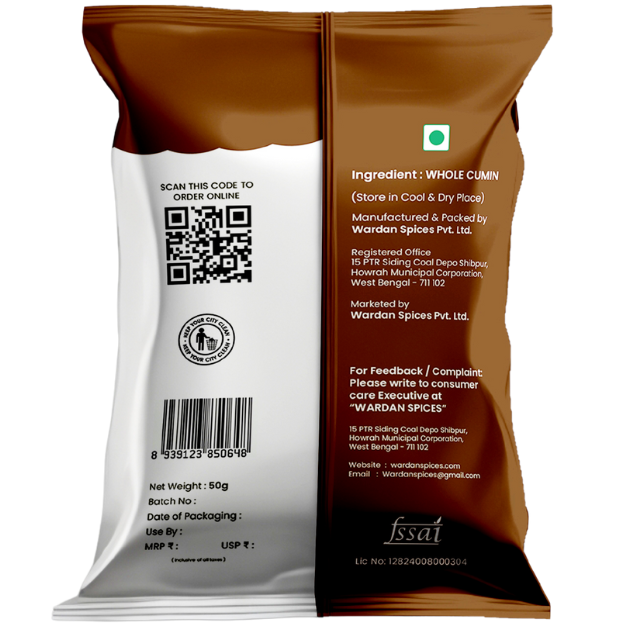 SCAN THIS CODE TO
ORDER ONLINE
KEEP YOUR CITY CLEAN
KEEP YOUR CITY CLEAN
8 939123 850648
Net Weight : 50g
Batch No :
Date of Packaging :
Use By :
MRP ₹ : USP ₹ :
(Inclusive of all taxes)
Ingredient : WHOLE CUMIN
(Store in Cool & Dry Place)
Manufactured & Packed by
Wardan Spices Pvt. Ltd.
Registered Office
15 PTR Siding Coal Depo Shibpur,
Howrah Municipal Corporation,
West Bengal - 711 102
Marketed by
Wardan Spices Pvt. Ltd.
For Feedback / Complaint:
Please write to consumer
care Executive at
"WARDAN SPICES"
15 PTR Siding Coal Depo Shibpur,
Howrah Municipal Corporation,
West Bengal - 711 102
Website : wardanspices.com
Email : Wardanspices@gmail.com
fssai
Lic No: 12824008000304